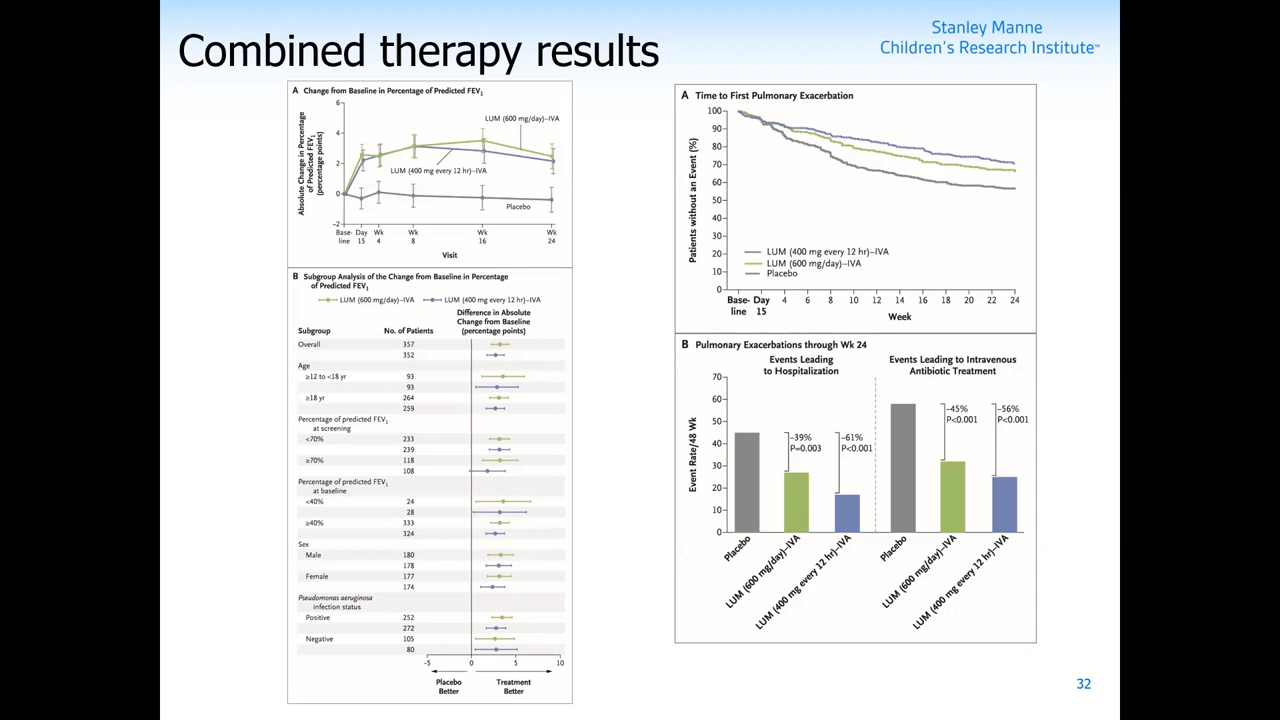 Combined therapy results
Stanley Manne
Children's Research Institute™
A Change from Baseline in Percentage of Predicted FEV1
Absolute Change in Percentage
of Predicted FEV1
(percentage points)
6
4
2
0
−2
LUM (600 mg/day)–IVA
LUM (400 mg every 12 hr)–IVA
Placebo
Base-
line
Day
15
Wk
4
Wk
8
Wk
16
Wk
24
Visit
B Subgroup Analysis of the Change from Baseline in Percentage
of Predicted FEV1
LUM (600 mg/day)–IVA LUM (400 mg every 12 hr)–IVA
Subgroup No. of Patients
Difference in Absolute
Change from Baseline
(percentage points)
Overall 357
352
Age
≥12 to <18 yr 93
93
≥18 yr 264
259
Percentage of predicted FEV1
at screening
<70% 233
239
≥70% 118
108
Percentage of predicted FEV1
at baseline
<40% 24
28
≥40% 333
324
Sex
Male 180
178
Female 177
174
Pseudomonas aeruginosa
infection status
Positive 252
272
Negative 105
80
−5 0 5 10
Placebo
Better
Treatment
Better
A Time to First Pulmonary Exacerbation
Patients without an Event (%)
100
90
80
70
60
50
40
30
20
10
0
LUM (400 mg every 12 hr)–IVA
LUM (600 mg/day)–IVA
Placebo
Base-
line
Day
15
4 6 8 10 12 14 16 18 20 22 24
Week
B Pulmonary Exacerbations through Wk 24
Events Leading
to Hospitalization
Events Leading to Intravenous
Antibiotic Treatment
Event Rate/48 Wk
70
60
50
40
30
20
10
0
−39%
P=0.003
−61%
P<0.001
−45%
P<0.001
−56%
P<0.001
Placebo
LUM (600 mg/day)–IVA
LUM (400 mg every 12 hr)–IVA
Placebo
LUM (600 mg/day)–IVA
LUM (400 mg every 12 hr)–IVA
32